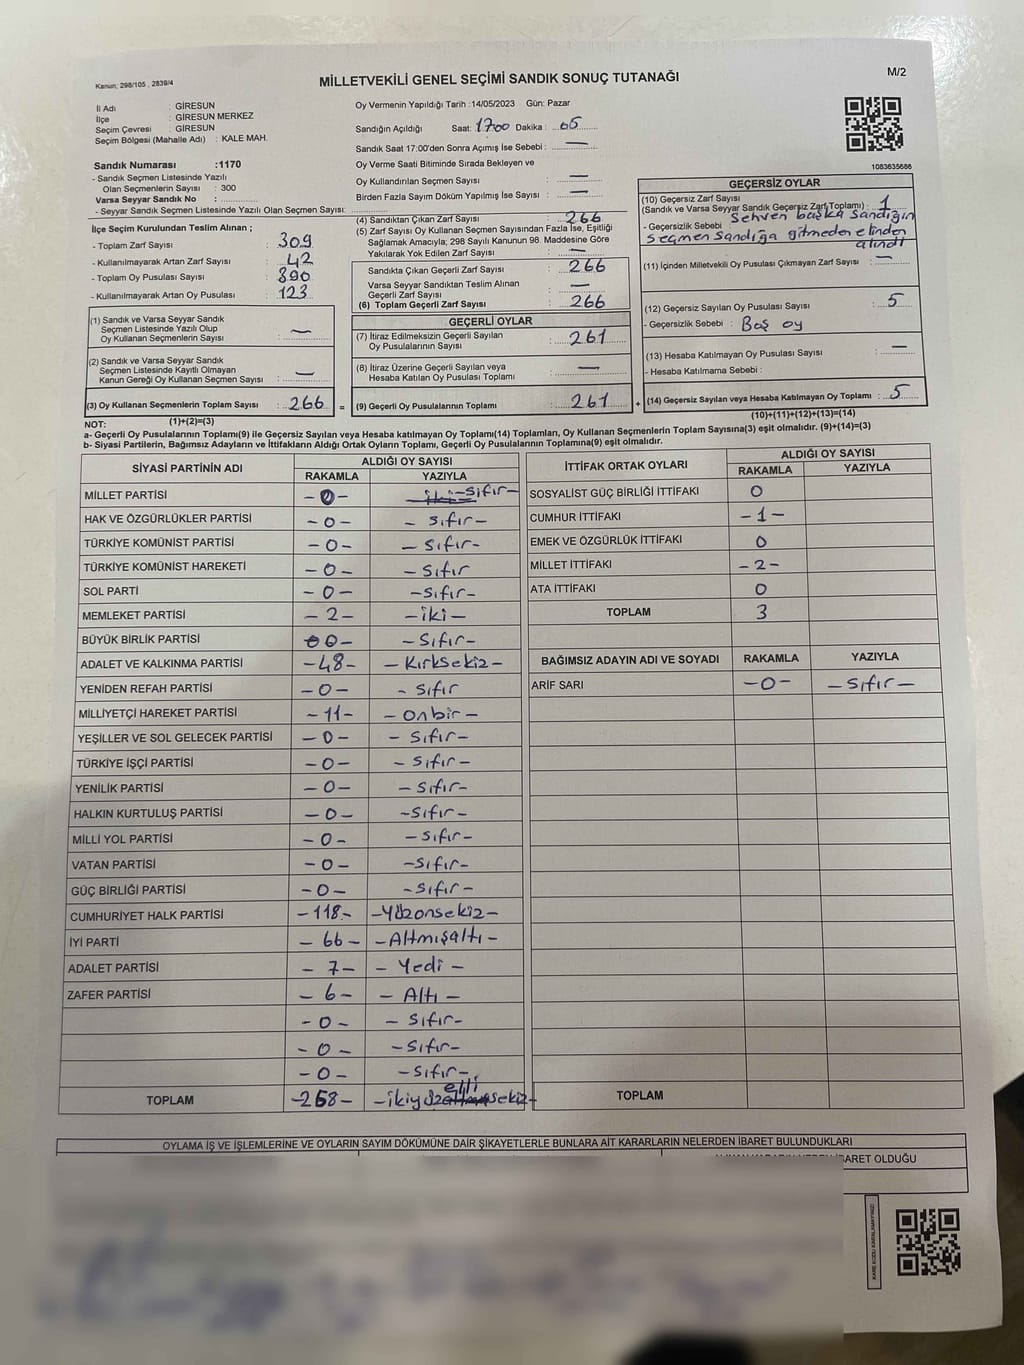 Kanun: 298/105 , 2839/4
MİLLETVEKİLİ GENEL SEÇİMİ SANDIK SONUÇ TUTANAĞI
M/2
İl Adı : GİRESUN
İlçe : GİRESUN MERKEZ
Seçim Çevresi : GİRESUN
Seçim Bölgesi (Mahalle Adı) : KALE MAH.
Sandık Numarası :1170
- Sandık Seçmen Listesinde Yazılı
Olan Seçmenlerin Sayısı : 300
Varsa Seyyar Sandık No :
- Seyyar Sandık Seçmen Listesinde Yazılı Olan Seçmen Sayısı:
İlçe Seçim Kurulundan Teslim Alınan ;
- Toplam Zarf Sayısı : 309
- Kullanılmayarak Artan Zarf Sayısı : 42
- Toplam Oy Pusulası Sayısı : 890
- Kullanılmayarak Artan Oy Pusulası : 123
(1) Sandık ve Varsa Seyyar Sandık
Seçmen Listesinde Yazılı Olup
Oy Kullanan Seçmen Sayısı : —
(2) Sandık ve Varsa Seyyar Sandık
Seçmen Listesinde Kayıtlı Olmayan
Kanun Gereği Oy Kullanan Seçmen Sayısı : —
(3) Oy Kullanan Seçmenlerin Toplam Sayısı : 266 =
(1)+(2)=(3)
Oy Vermenin Yapıldığı Tarih :14/05/2023 Gün: Pazar
Sandığın Açıldığı Saat: 1700 Dakika : 05
Sandık Saat 17:00'den Sonra Açımış İse Sebebi : —
Oy Verme Saati Bitiminde Sırada Bekleyen ve
Oy Kullandırılan Seçmen Sayısı : —
Birden Fazla Sayım Döküm Yapılmış İse Sayısı : —
(4) Sandıktan Çıkan Zarf Sayısı : 266
(5) Zarf Sayısı Oy Kullanan Seçmen Sayısından Fazla İse, Eşitliği
Sağlamak Amacıyla; 298 Sayılı Kanunun 98. Maddesine Göre
Yakılarak Yok Edilen Zarf Sayısı : —
Sandıkta Çıkan Geçerli Zarf Sayısı : 266
Varsa Seyyar Sandıktan Teslim Alınan
Geçerli Zarf Sayısı : —
(6) Toplam Geçerli Zarf Sayısı : 266
GEÇERLİ OYLAR
(7) İtiraz Edilmeksizin Geçerli Sayılan
Oy Pusulalarının Sayısı : 261
(8) İtiraz Üzerine Geçerli Sayılan veya
Hesaba Katılan Oy Pusulası Toplamı : —
(9) Geçerli Oy Pusulalarının Toplamı : 261 +
1083635686
GEÇERSİZ OYLAR
(10) Geçersiz Zarf Sayısı
(Sandık ve Varsa Seyyar Sandık Geçersiz Zarf Toplamı) : 1
- Geçersizlik Sebebi : Sehven başka sandığın
seçmen sandığa gitmeden elinden
alındı
(11) İçinden Milletvekili Oy Pusulası Çıkmayan Zarf Sayısı : —
(12) Geçersiz Sayılan Oy Pusulası Sayısı : 5
- Geçersizlik Sebebi : Boş oy
(13) Hesaba Katılmayan Oy Pusulası Sayısı : —
- Hesaba Katılmama Sebebi :
(14) Geçersiz Sayılan veya Hesaba Katılmayan Oy Toplamı : 5
(10)+(11)+(12)+(13)=(14)
NOT:
a- Geçerli Oy Pusulalarının Toplamı(9) ile Geçersiz Sayılan veya Hesaba katılmayan Oy Toplamı(14) Toplamları, Oy Kullanan Seçmenlerin Toplam Sayısına(3) eşit olmalıdır. (9)+(14)=(3)
b- Siyasi Partilerin, Bağımsız Adayların ve İttifakların Aldığı Ortak Oyların Toplamı, Geçerli Oy Pusulalarının Toplamına(9) eşit olmalıdır.
SİYASİ PARTİNİN ADI ALDIĞI OY SAYISI
RAKAMLA YAZIYLA
MİLLET PARTİSİ -0- iki -sıfır-
HAK VE ÖZGÜRLÜKLER PARTİSİ -0- -sıfır-
TÜRKİYE KOMÜNİST PARTİSİ -0- -sıfır-
TÜRKİYE KOMÜNİST HAREKETİ -0- -sıfır
SOL PARTİ -0- -sıfır-
MEMLEKET PARTİSİ -2- -iki-
BÜYÜK BİRLİK PARTİSİ 0- -sıfır-
ADALET VE KALKINMA PARTİSİ -48- -Kırksekiz-
YENİDEN REFAH PARTİSİ -0- -sıfır
MİLLİYETÇİ HAREKET PARTİSİ -11- -onbir-
YEŞİLLER VE SOL GELECEK PARTİSİ -0- -sıfır-
TÜRKİYE İŞÇİ PARTİSİ -0- -sıfır-
YENİLİK PARTİSİ -0- -sıfır-
HALKIN KURTULUŞ PARTİSİ -0- -sıfır-
MİLLİ YOL PARTİSİ -0- -sıfır-
VATAN PARTİSİ -0- -sıfır-
GÜÇ BİRLİĞİ PARTİSİ -0- -sıfır-
CUMHURİYET HALK PARTİSİ -118- -Yüzonsekiz-
İYİ PARTİ -66- -Altmışaltı-
ADALET PARTİSİ -7- -Yedi-
ZAFER PARTİSİ -6- -Altı-
-0- -sıfır-
-0- -sıfır-
-0- -sıfır-
TOPLAM -258- -ikiyüz elli sekiz-
İTTİFAK ORTAK OYLARI ALDIĞI OY SAYISI
RAKAMLA YAZIYLA
SOSYALİST GÜÇ BİRLİĞİ İTTİFAKI 0
CUMHUR İTTİFAKI -1-
EMEK VE ÖZGÜRLÜK İTTİFAKI 0
MİLLET İTTİFAKI -2-
ATA İTTİFAKI 0
TOPLAM 3
BAĞIMSIZ ADAYIN ADI VE SOYADI RAKAMLA YAZIYLA
ARİF SARI -0- -sıfır-
TOPLAM
OYLAMA İŞ VE İŞLEMLERİNE VE OYLARIN SAYIM DÖKÜMÜNE DAİR ŞİKAYETLERLE BUNLARA AİT KARARLARIN NELERDEN İBARET BULUNDUKLARI
İBARET OLDUĞU
KARE KODU KARALAMAYINIZ!